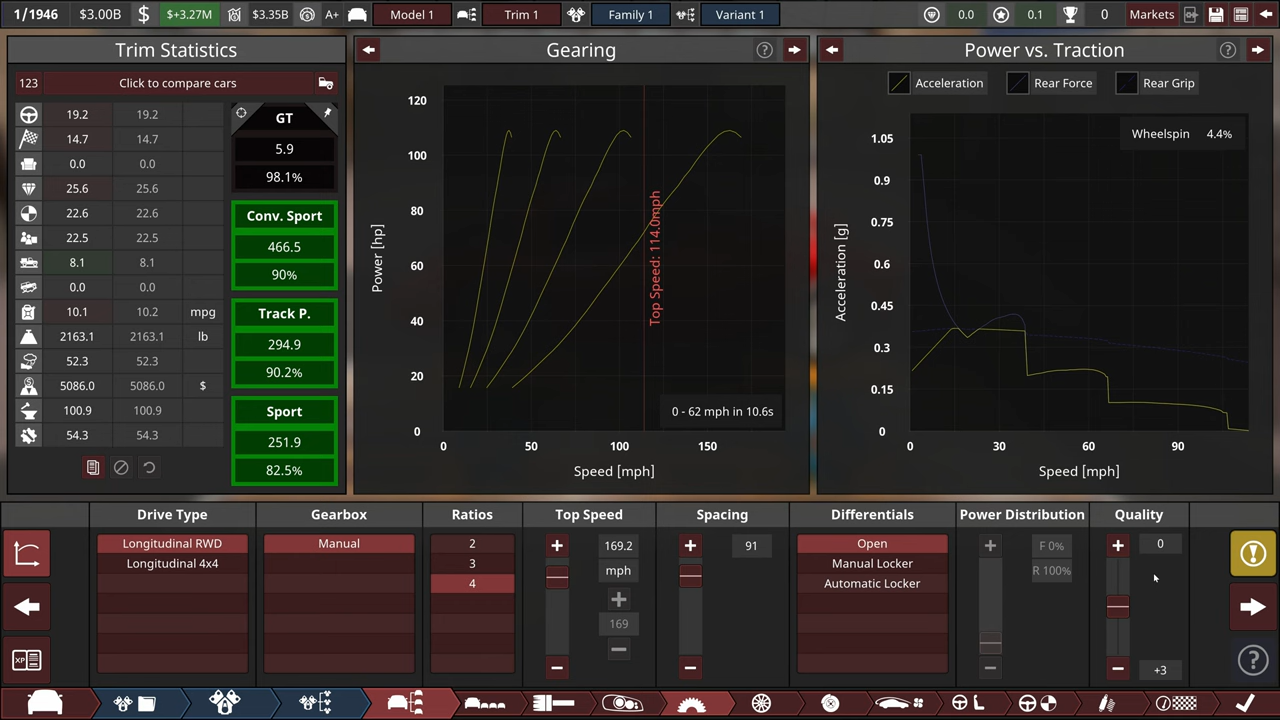 1/1946 $3.00B $+3.27M $3.35B A+ Model 1 Trim 1 Family 1 Variant 1 0.0 0.1 0 Markets
Trim Statistics
123 Click to compare cars
19.2 19.2
14.7 14.7
0.0 0.0
25.6 25.6
22.6 22.6
22.5 22.5
8.1 8.1
0.0 0.0
10.1 10.2 mpg
2163.1 2163.1 lb
52.3 52.3
5086.0 5086.0 $
100.9 100.9
54.3 54.3
GT
5.9
98.1%
Conv. Sport
466.5
90%
Track P.
294.9
90.2%
Sport
251.9
82.5%
Gearing
?
120
100
80
60
40
20
0
Power [hp]
Top Speed: 114.0mph
0 - 62 mph in 10.6s
0 50 100 150
Speed [mph]
Power vs. Traction
?
Acceleration Rear Force Rear Grip
Wheelspin 4.4%
1.05
0.9
0.75
0.6
0.45
0.3
0.15
0
Acceleration [g]
0 30 60 90
Speed [mph]
Drive Type
Longitudinal RWD
Longitudinal 4x4
Gearbox
Manual
Ratios
2
3
4
Top Speed
+ 169.2
mph
+
169
−
−
Spacing
+ 91
−
Differentials
Open
Manual Locker
Automatic Locker
Power Distribution
+ F 0%
R 100%
−
Quality
+ 0
− +3
XP
?